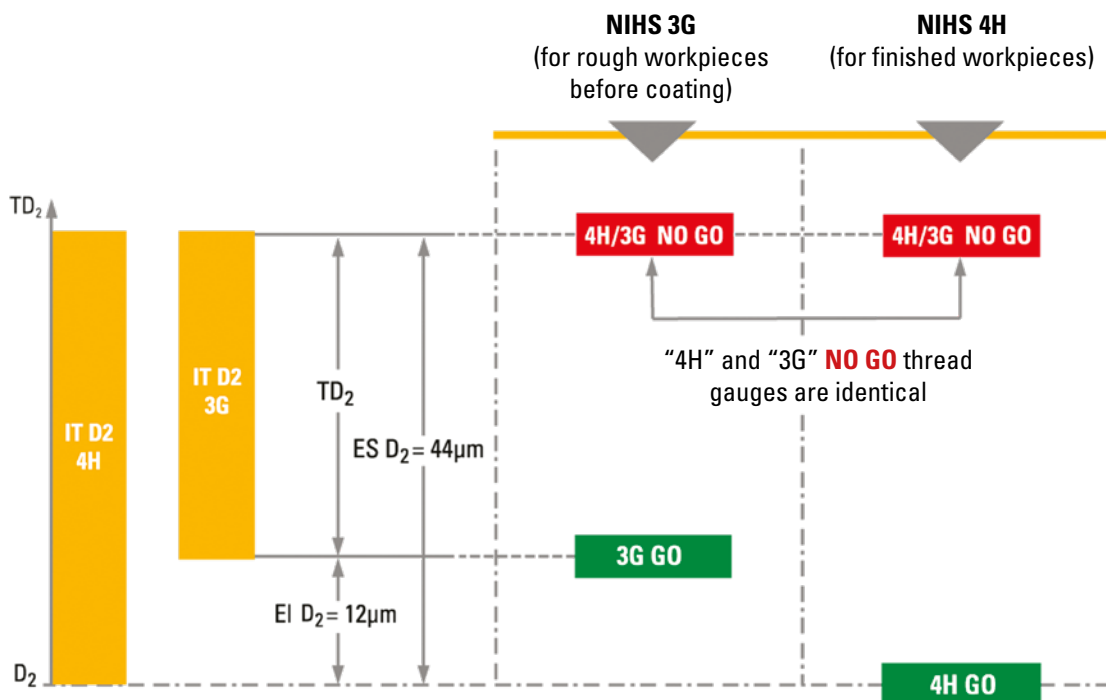 NIHS 3G
(for rough workpieces
before coating)
NIHS 4H
(for finished workpieces)
TD₂
4H/3G NO GO
4H/3G NO GO
“4H” and “3G” NO GO thread
gauges are identical
IT D2
4H
IT D2
3G
TD₂
ES D₂ = 44µm
3G GO
EI D₂ = 12µm
D₂
4H GO